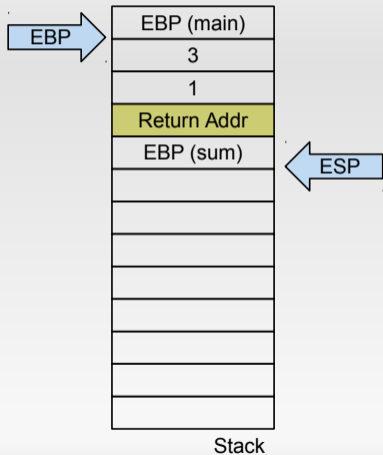 EBP (main)
EBP
3
1
Return Addr
EBP (sum)
ESP
Stack